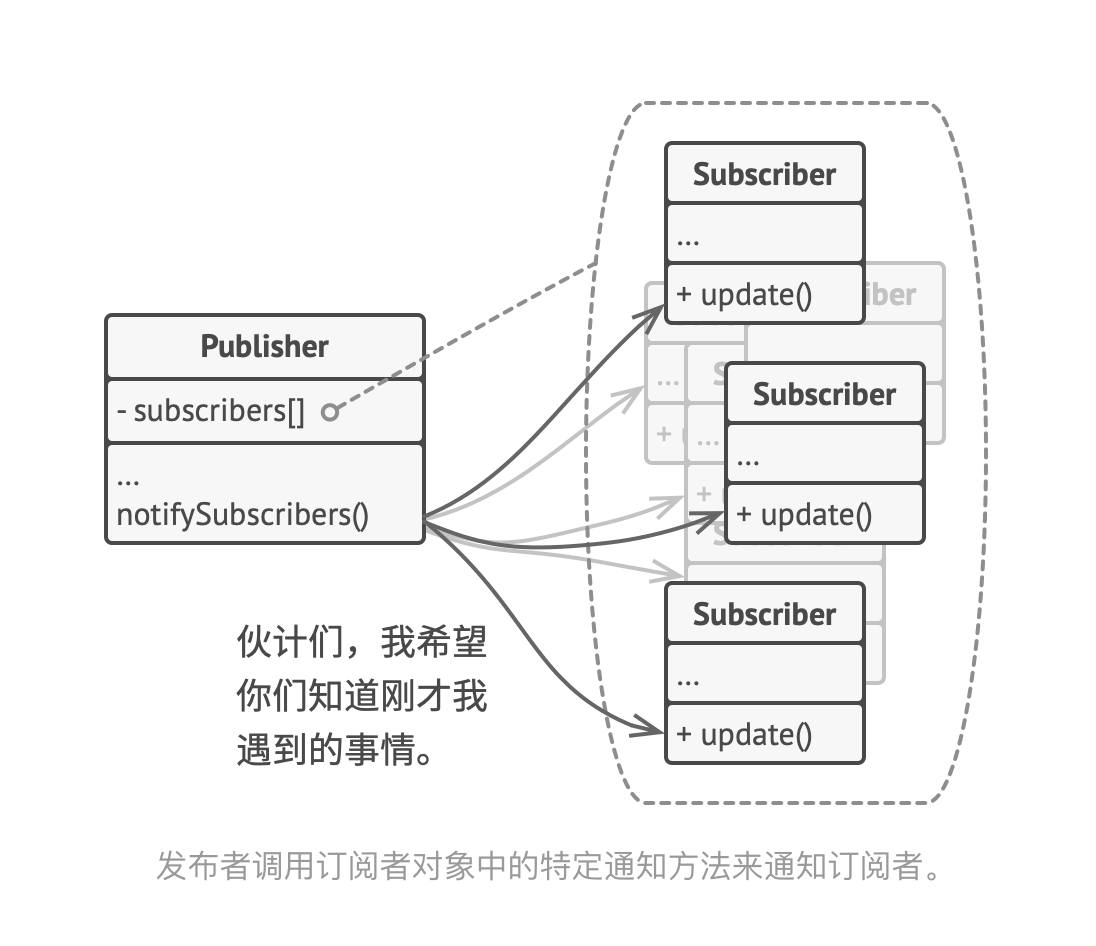 Subscriber
...
+ update()
iber
Publisher
- subscribers[]
...
notifySubscribers()
...
+
S
...
+
Subscriber
...
+ update()
S
Subscriber
...
+ update()
伙计们，我希望
你们知道刚才我
遇到的事情。
发布者调用订阅者对象中的特定通知方法来通知订阅者。